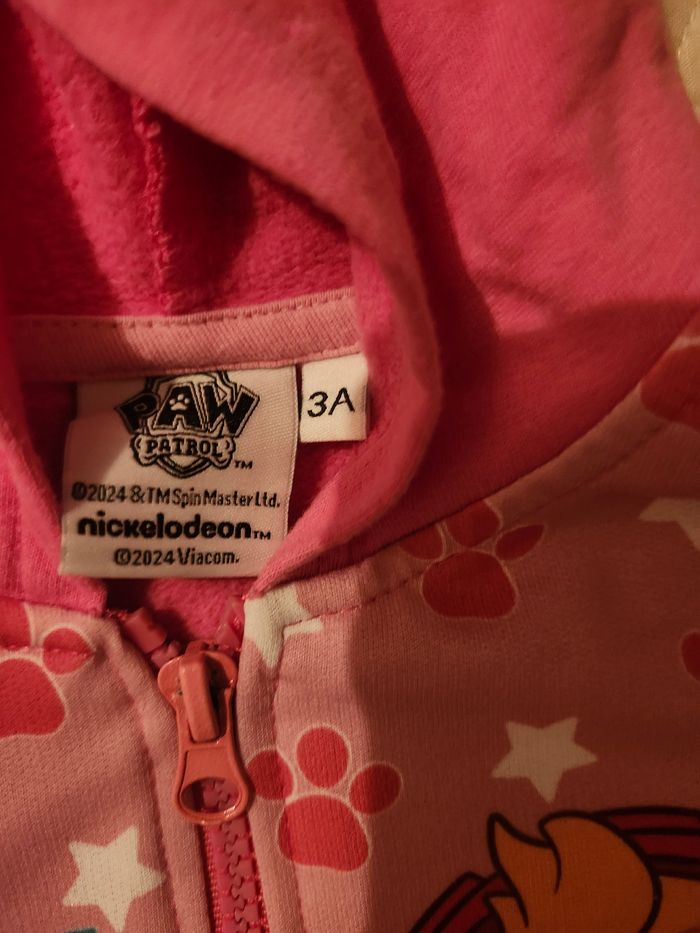 PAW
PATROL TM
3A
©2024 & TM Spin Master Ltd.
nickelodeon TM
©2024 Viacom.